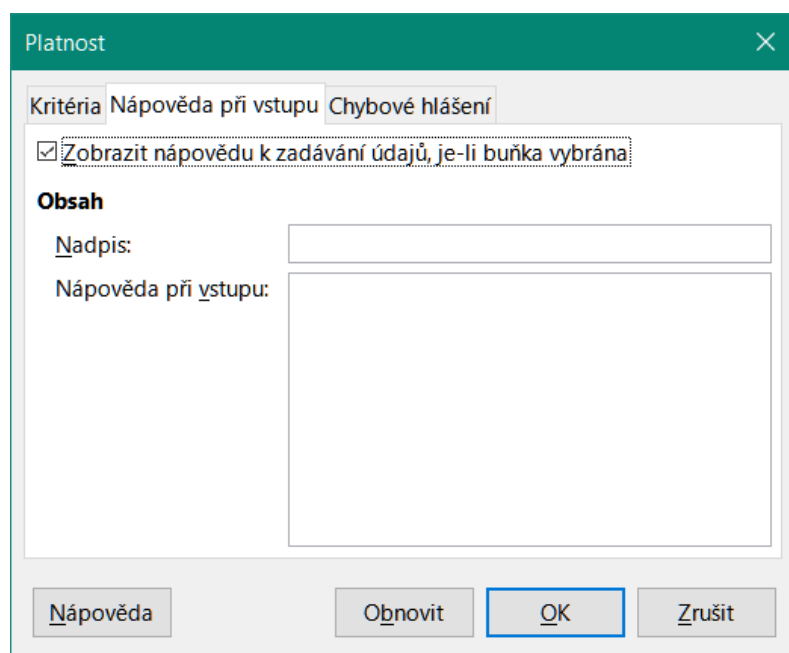 Platnost
Kritéria Nápověda při vstupu Chybové hlášení
Zobrazit nápovědu k zadávání údajů, je-li buňka vybrána
Obsah
Nadpis:
Nápověda při vstupu:
Nápověda Obnovit OK Zrušit